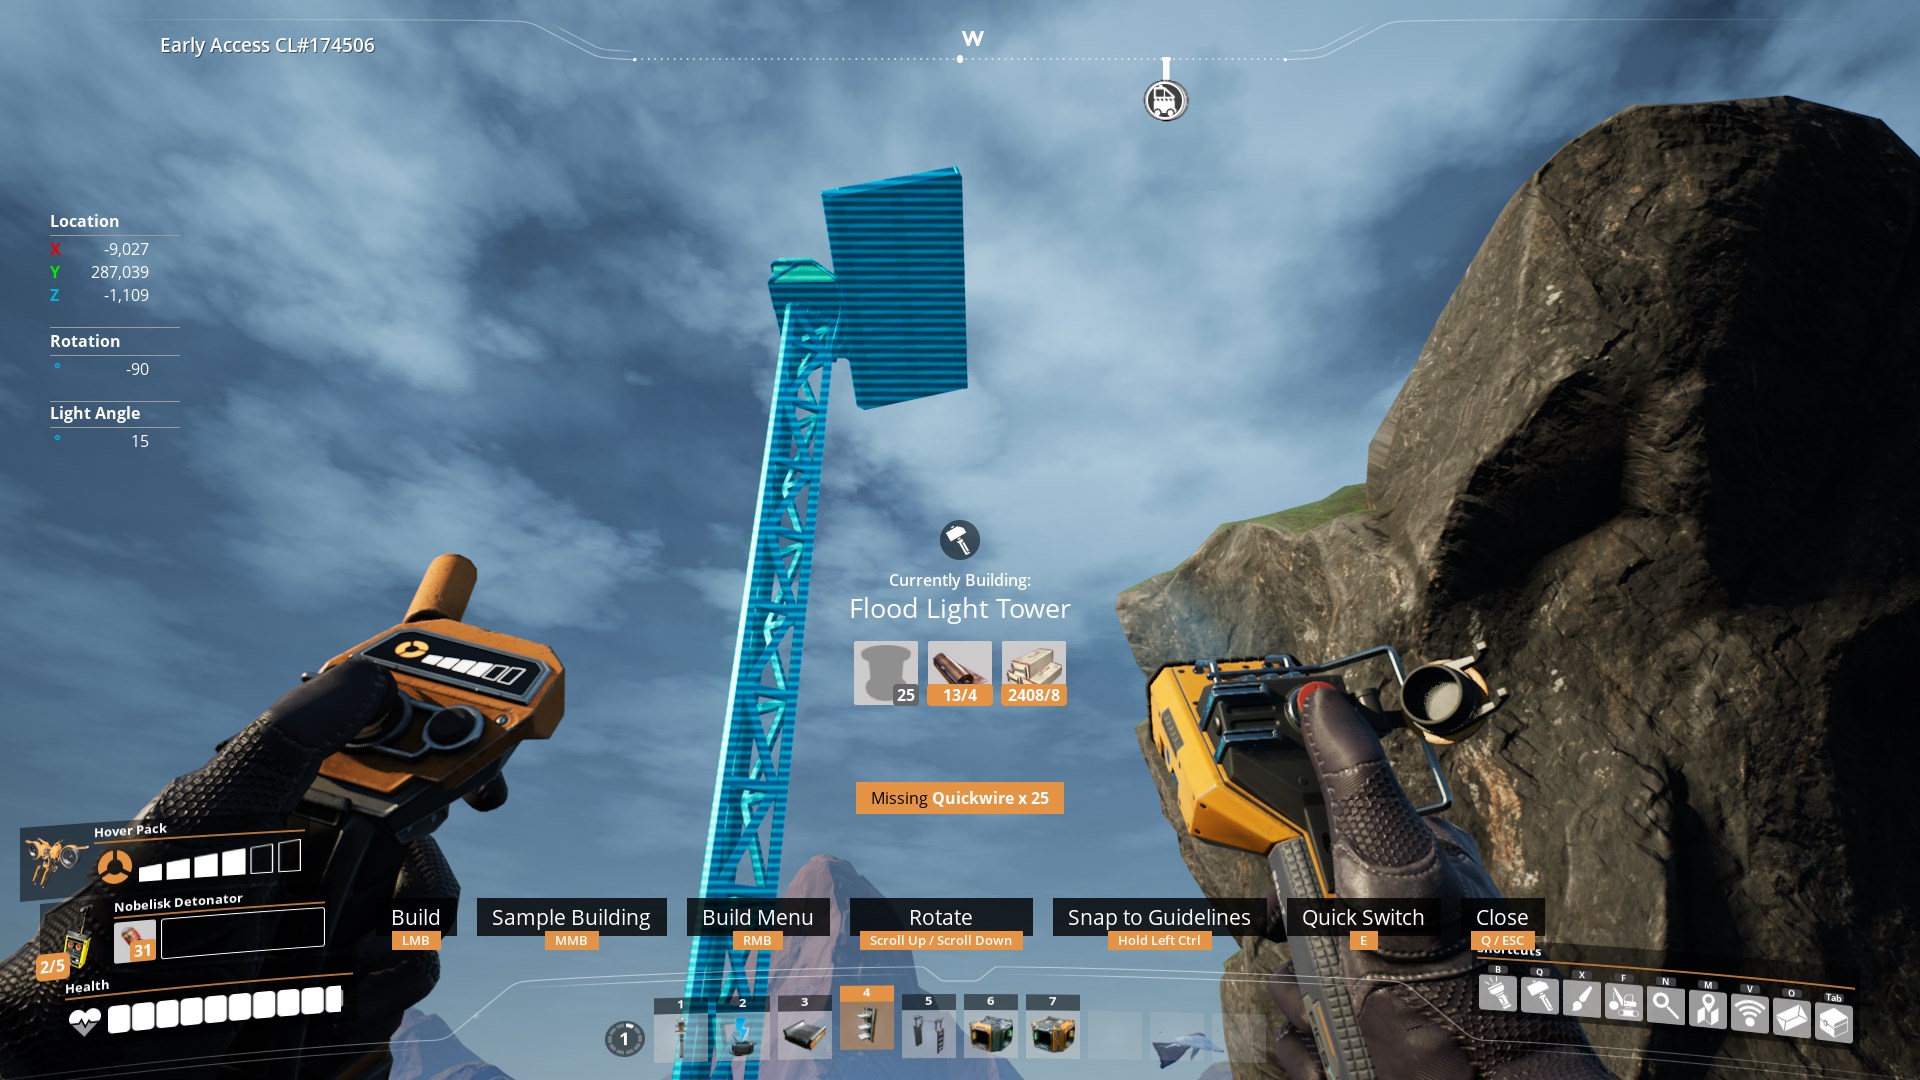 Early Access CL#174506
W
Location
X -9,027
Y 287,039
Z -1,109
Rotation
° -90
Light Angle
° 15
Currently Building:
Flood Light Tower
25 13/4 2408/8
Missing Quickwire x 25
Hover Pack
Nobelisk Detonator
31
2/5
Health
Build Sample Building Build Menu Rotate Snap to Guidelines Quick Switch Close
LMB MMB RMB Scroll Up / Scroll Down Hold Left Ctrl E Q / ESC
Shortcuts
B Q X F N M V O Tab
1 2 3 4 5 6 7
1